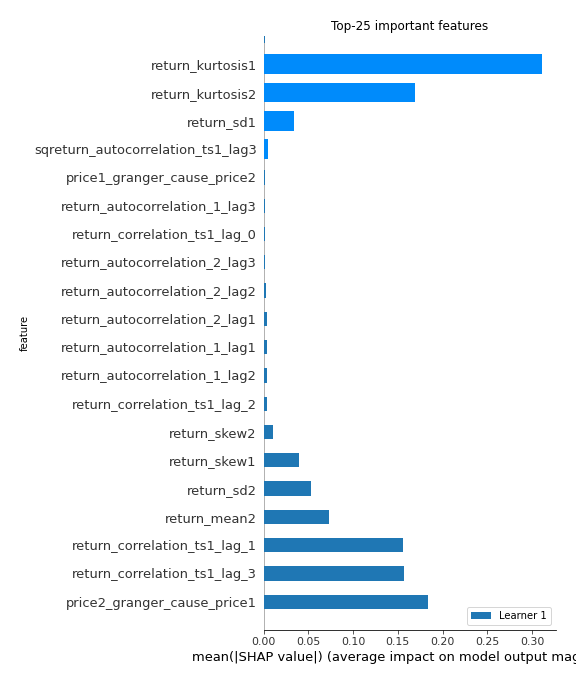 Top-25 important features
return_kurtosis1
return_kurtosis2
return_sd1
sqreturn_autocorrelation_ts1_lag3
price1_granger_cause_price2
return_autocorrelation_1_lag3
return_correlation_ts1_lag_0
return_autocorrelation_2_lag3
return_autocorrelation_2_lag2
return_autocorrelation_2_lag1
return_autocorrelation_1_lag1
return_autocorrelation_1_lag2
return_correlation_ts1_lag_2
return_skew2
return_skew1
return_sd2
return_mean2
return_correlation_ts1_lag_1
return_correlation_ts1_lag_3
price2_granger_cause_price1
feature
Learner 1
0.00 0.05 0.10 0.15 0.20 0.25 0.30
mean(|SHAP value|) (average impact on model output mag